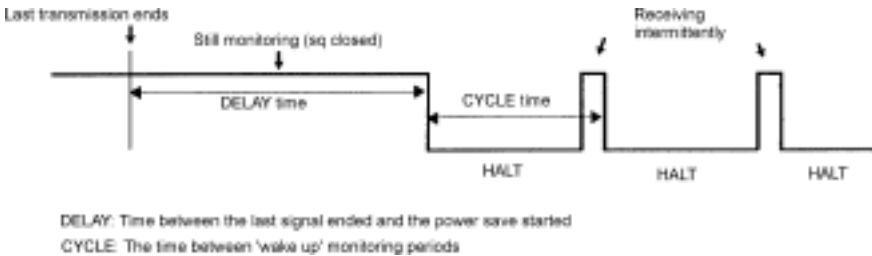 Last transmission ends
Receiving
intermittently
Still monitoring (sq closed)
DELAY time
CYCLE time
HALT
HALT
HALT
DELAY: Time between the last signal ended and the power save started
CYCLE: The time between 'wake up' monitoring periods